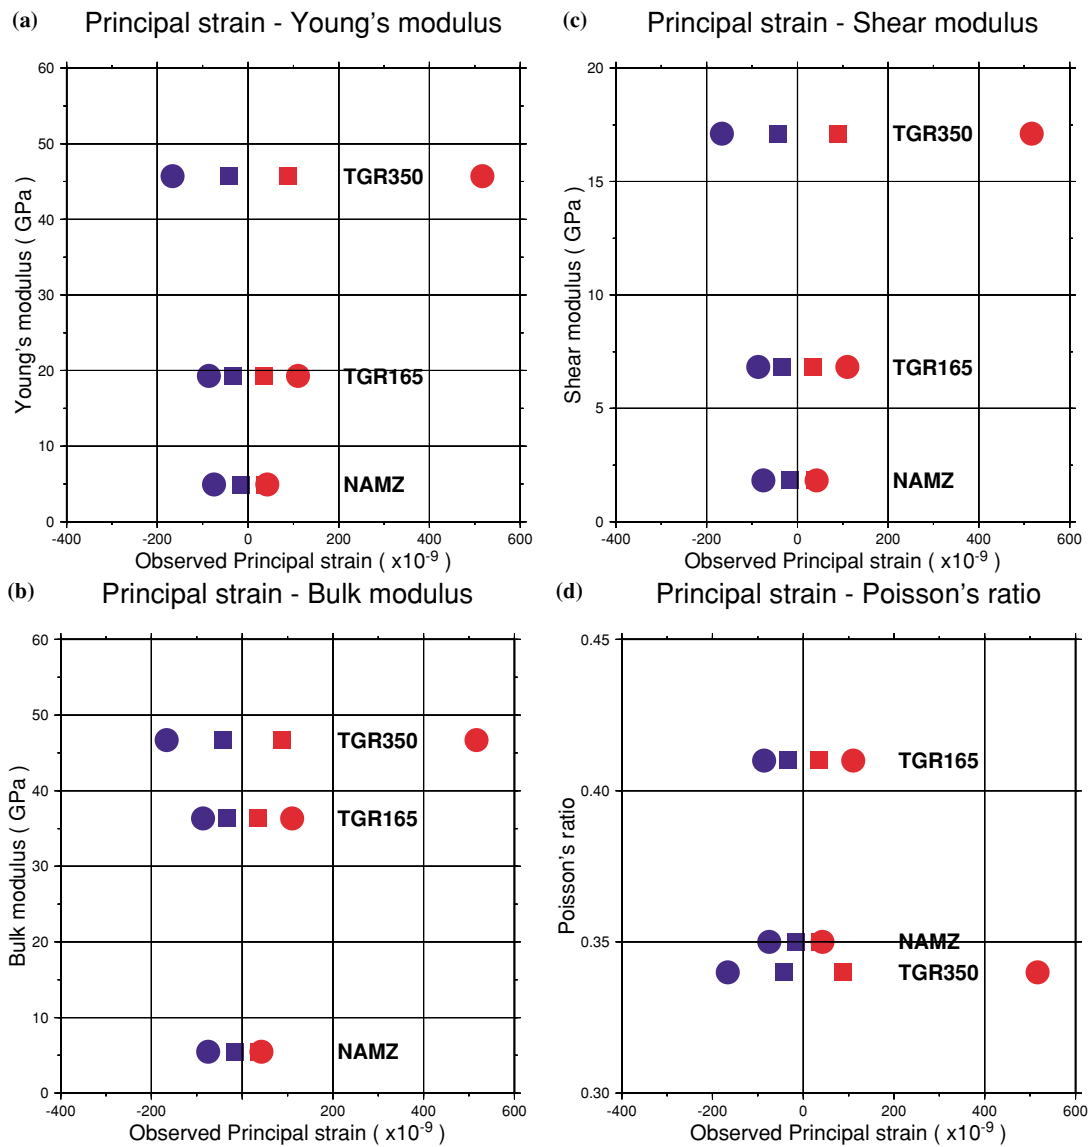 (a) Principal strain - Young's modulus
60
50
40
30
20
10
0
Young's modulus ( GPa )
TGR350
TGR165
NAMZ
-400 -200 0 200 400 600
Observed Principal strain ( x10-9 )
(c) Principal strain - Shear modulus
20
15
10
5
0
Shear modulus ( GPa )
TGR350
TGR165
NAMZ
-400 -200 0 200 400 600
Observed Principal strain ( x10-9 )
(b) Principal strain - Bulk modulus
60
50
40
30
20
10
0
Bulk modulus ( GPa )
TGR350
TGR165
NAMZ
-400 -200 0 200 400 600
Observed Principal strain ( x10-9 )
(d) Principal strain - Poisson's ratio
0.45
0.40
0.35
0.30
Poisson's ratio
TGR165
NAMZ
TGR350
-400 -200 0 200 400 600
Observed Principal strain ( x10-9 )